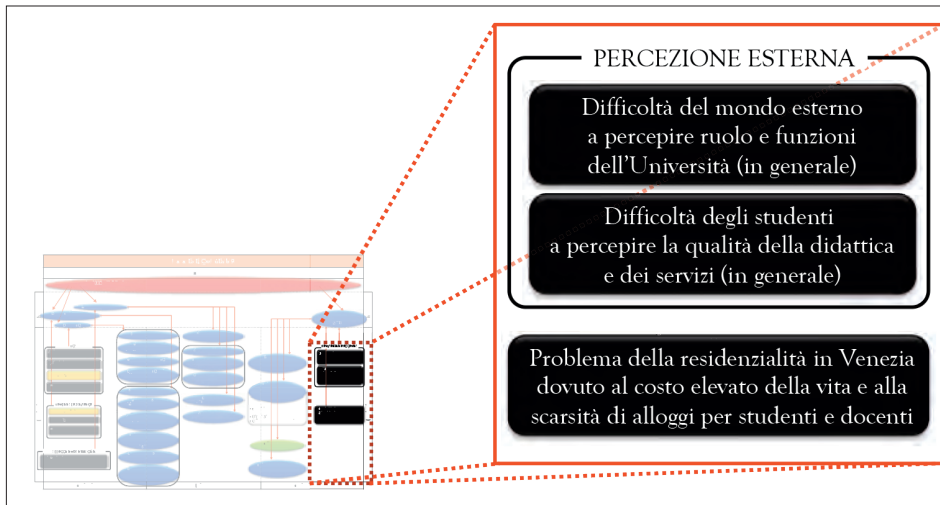 PERCEZIONE ESTERNA
Difficoltà del mondo esterno
a percepire ruolo e funzioni
dell’Università (in generale)
Difficoltà degli studenti
a percepire la qualità della didattica
e dei servizi (in generale)
Problema della residenzialità in Venezia
dovuto al costo elevato della vita e alla
scarsità di alloggi per studenti e docenti